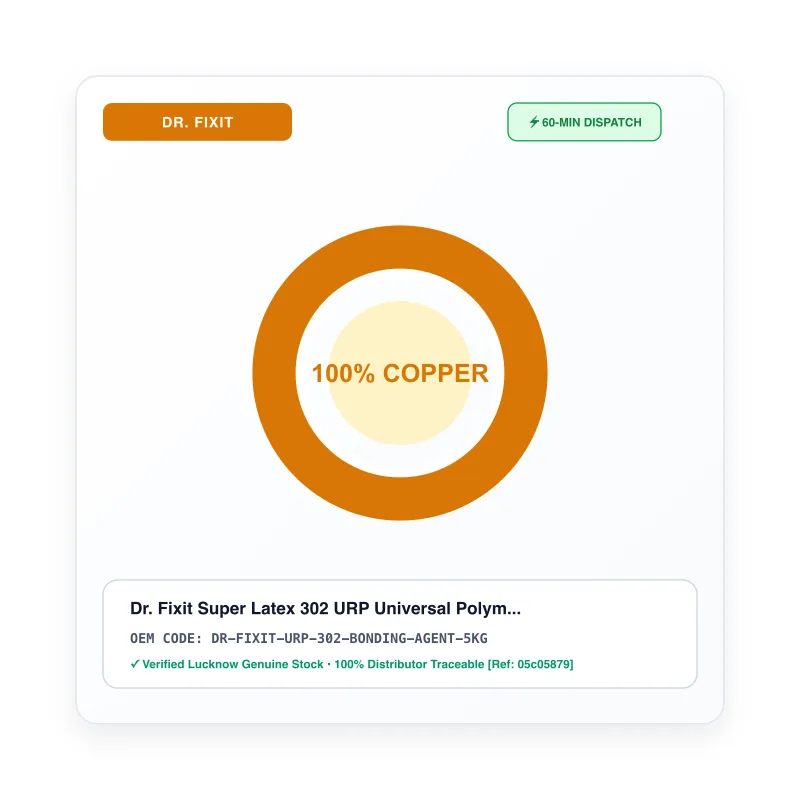 DR. FIXIT
⚡60-MIN DISPATCH
100% COPPER
Dr. Fixit Super Latex 302 URP Universal Polym...
OEM CODE: DR-FIXIT-URP-302-BONDING-AGENT-5KG
✓ Verified Lucknow Genuine Stock · 100% Distributor Traceable [Ref: 05c05879]